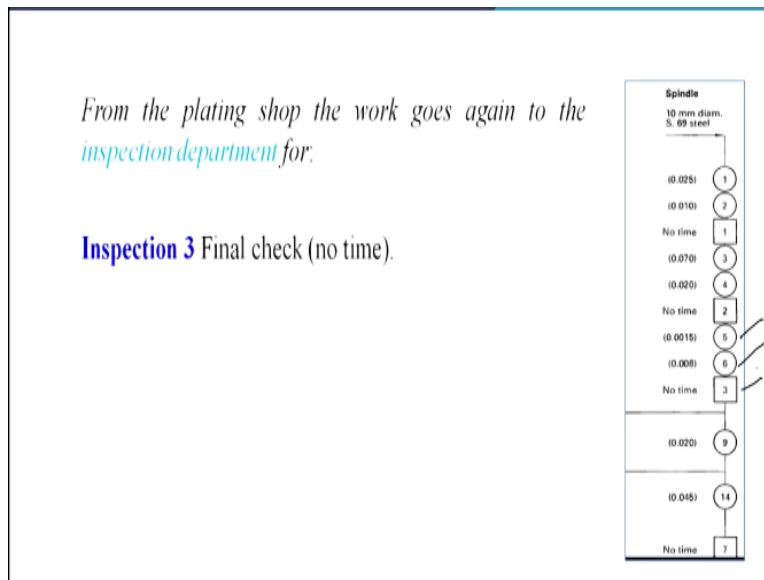 From the plating shop the work goes again to the
inspection department for:
Inspection 3 Final check (no time).
Spindle
10 mm diam.
S. 69 steel
(0.025) 1
(0.010) 2
No time 1
(0.070) 3
(0.020) 4
No time 2
(0.0015) 5
(0.008) 6
No time 3
(0.020) 9
(0.045) 14
No time 7